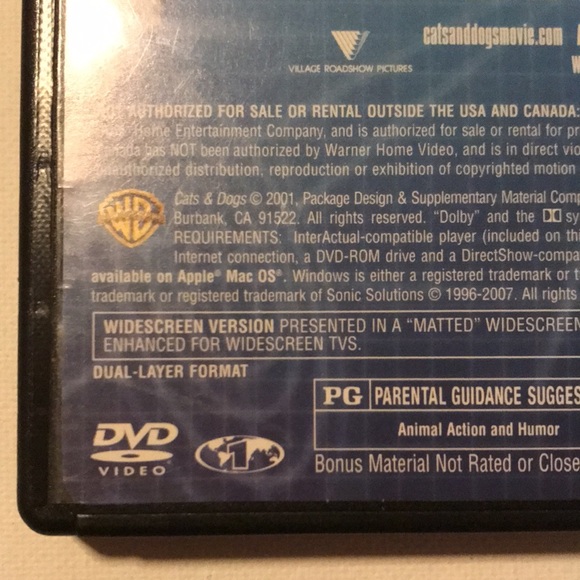 catsanddogsmovie.com
W
VILLAGE ROADSHOW PICTURES
AUTHORIZED FOR SALE OR RENTAL OUTSIDE THE USA AND CANADA:
Home Entertainment Company, and is authorized for sale or rental for pr
Canada has NOT been authorized by Warner Home Video, and is in direct vio
distribution, reproduction or exhibition of copyrighted motion
Cats & Dogs © 2001, Package Design & Supplementary Material Comp
Burbank, CA 91522. All rights reserved. "Dolby" and the DD sy
REQUIREMENTS: InterActual-compatible player (included on thi
Internet connection, a DVD-ROM drive and a DirectShow-compa
available on Apple® Mac OS®. Windows is either a registered trademark or t
trademark or registered trademark of Sonic Solutions © 1996-2007. All rights
WIDESCREEN VERSION PRESENTED IN A "MATTED" WIDESCREEN
ENHANCED FOR WIDESCREEN TVS.
DUAL-LAYER FORMAT
PG PARENTAL GUIDANCE SUGGES
Animal Action and Humor
DVD
VIDEO
1
Bonus Material Not Rated or Close